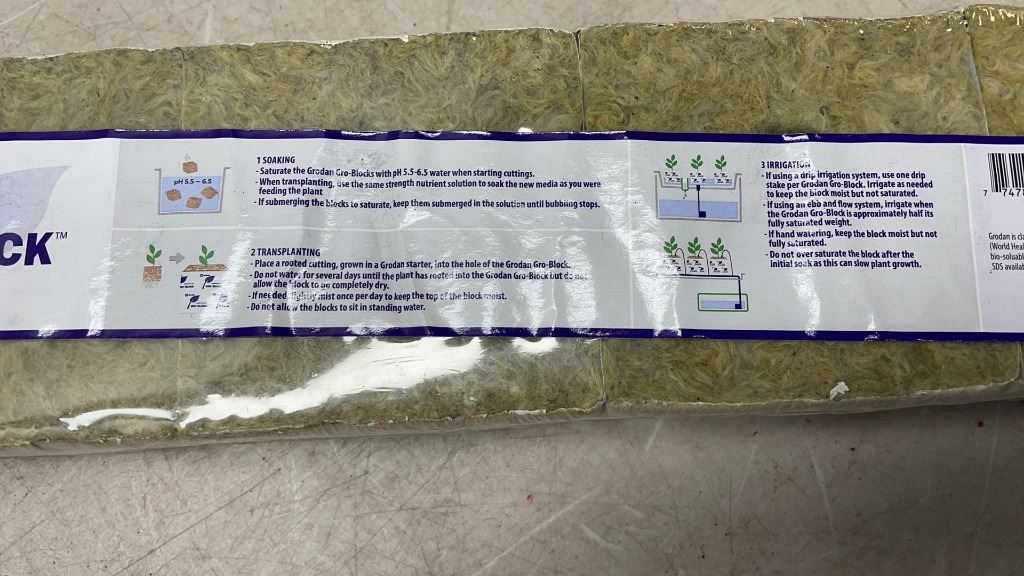 CK™
pH 5.5 – 6.5
1 SOAKING
- Saturate the Grodan Gro-Blocks with pH 5.5-6.5 water when starting cuttings.
- When transplanting, use the same strength nutrient solution to soak the new media as you were
feeding the plant
- If submerging the blocks to saturate, keep them submerged in the solution until bubbling stops.
2 TRANSPLANTING
- Place a rooted cutting, grown in a Grodan starter, into the hole of the Grodan Gro-Block.
- Do not water for several days until the plant has rooted into the Grodan Gro-Block but do not
allow the block to go completely dry.
- If needed, lightly mist once per day to keep the top of the block moist.
- Do not allow the blocks to sit in standing water.
3 IRRIGATION
- If using a drip irrigation system, use one drip
stake per Grodan Gro-Block. Irrigate as needed
to keep the block moist but not saturated.
- If using an ebb and flow system, irrigate when
the Grodan Gro-Block is approximately half its
fully saturated weight.
- If hand watering, keep the block moist but not
fully saturated.
- Do not over saturate the block after the
initial soak as this can slow plant growth.
7 747
Grodan is cla
(World Heal
bio-solubl
SDS availab